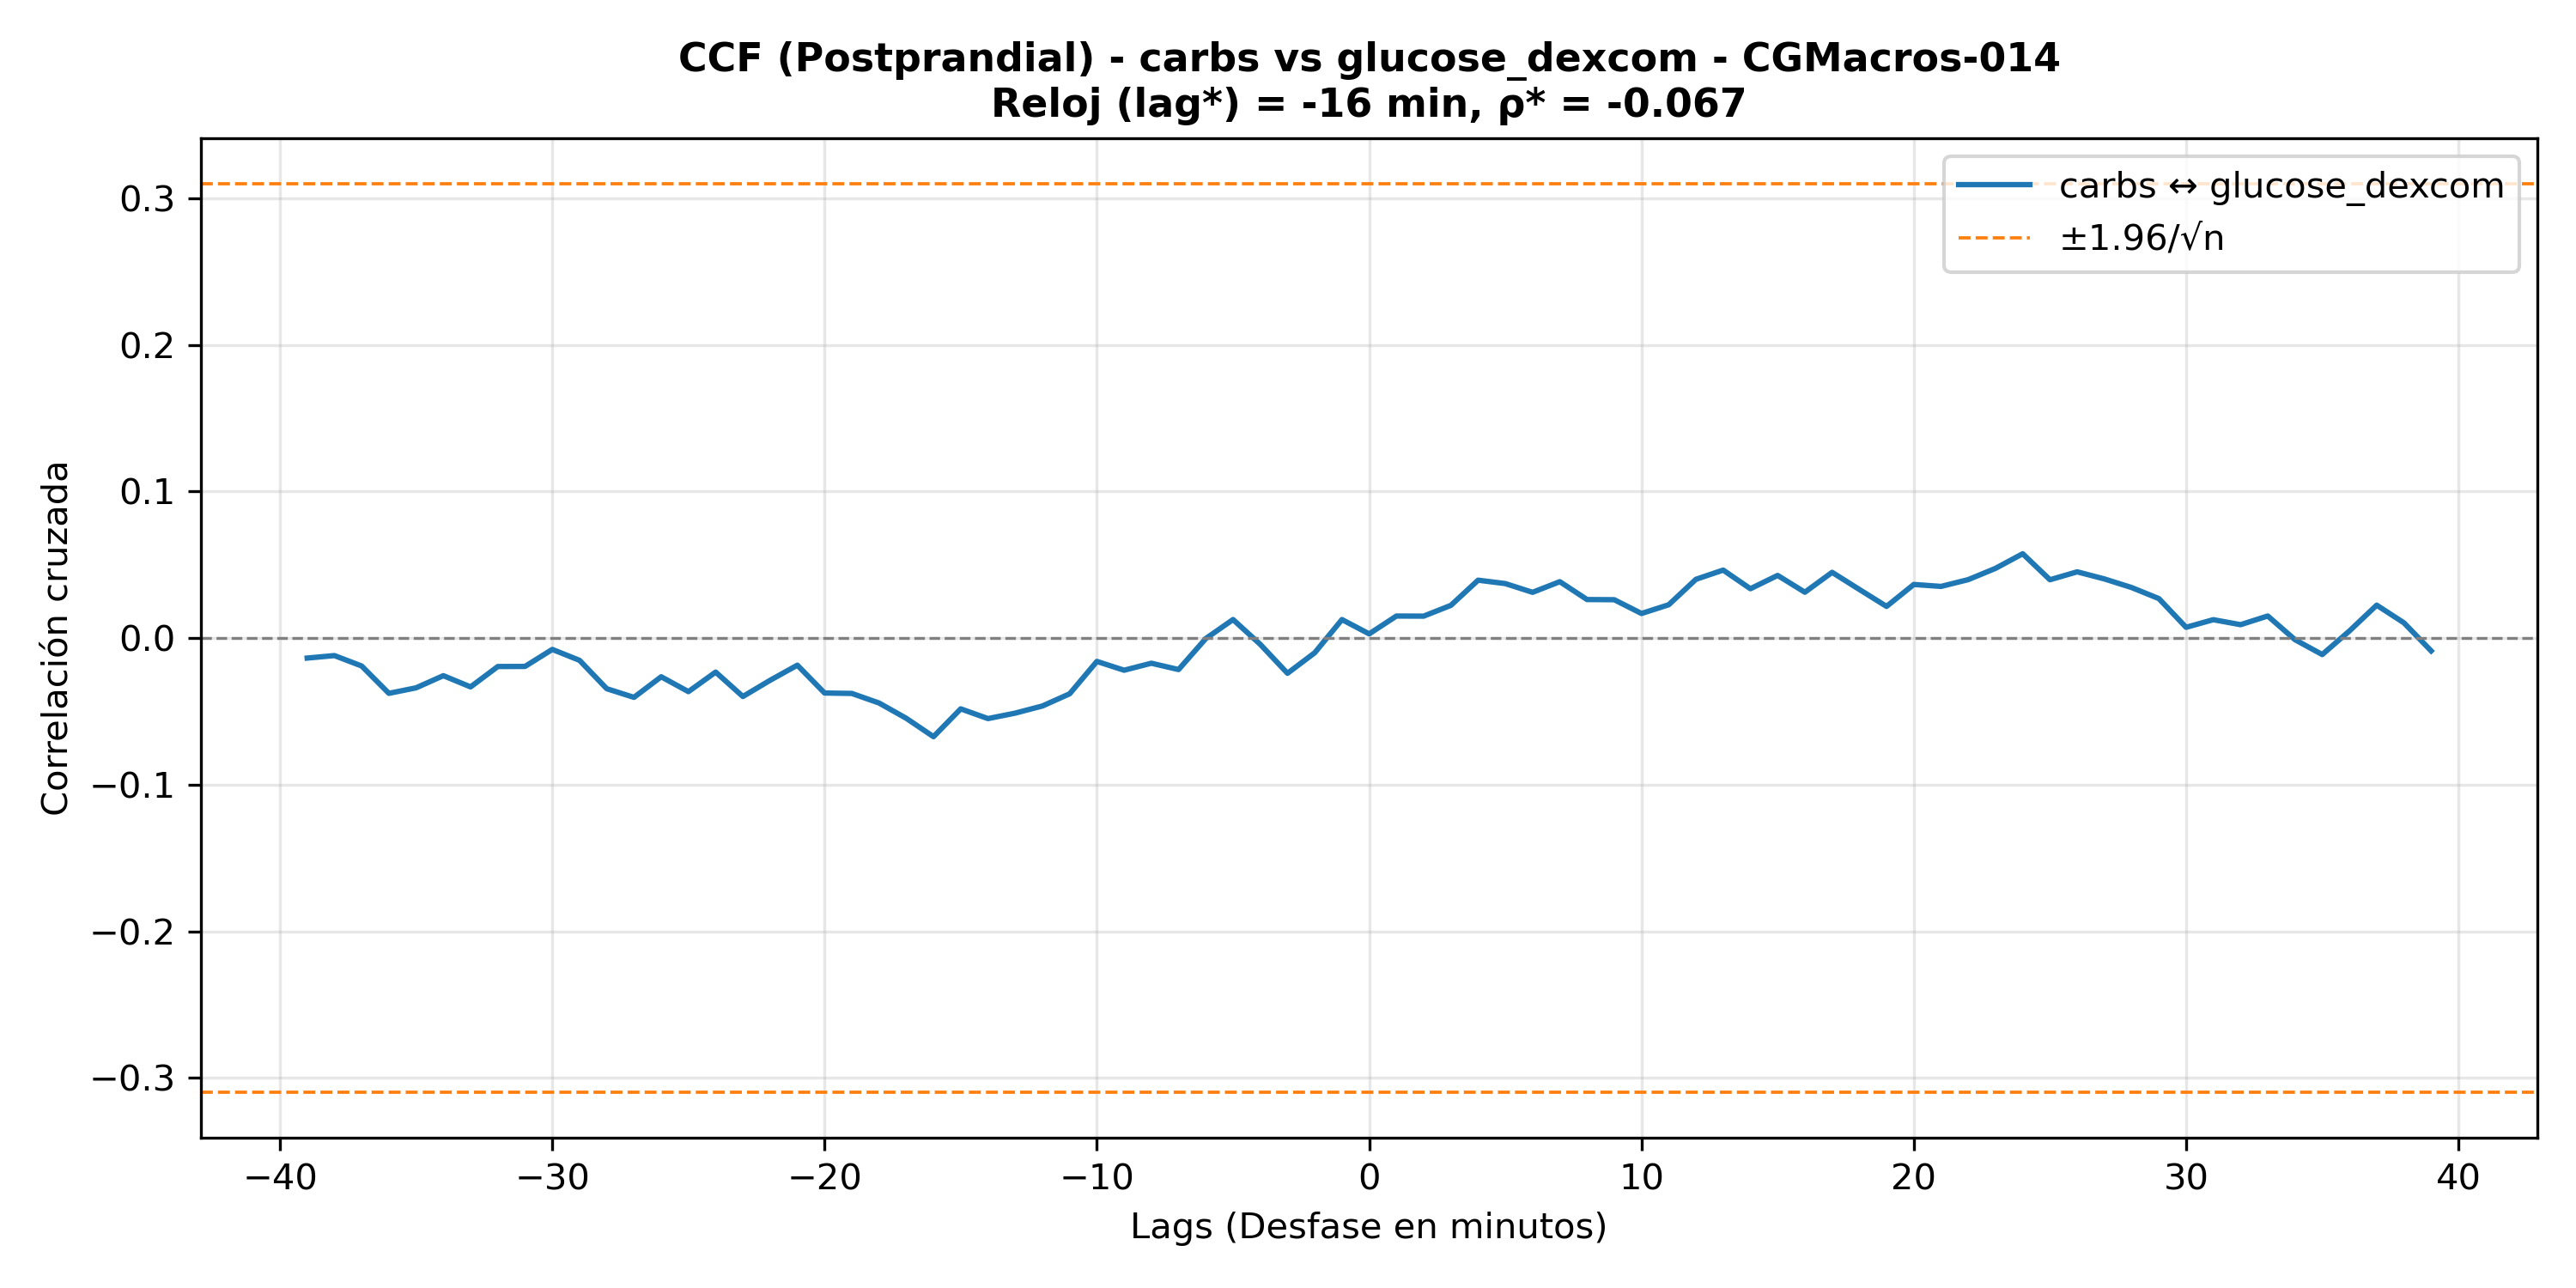 CCF (Postprandial) - carbs vs glucose_dexcom - CGMacros-014
Reloj (lag*) = -16 min, ρ* = -0.067
carbs ↔ glucose_dexcom
±1.96/√n
Correlación cruzada
0.3
0.2
0.1
0.0
−0.1
−0.2
−0.3
−40
−30
−20
−10
0
10
20
30
40
Lags (Desfase en minutos)